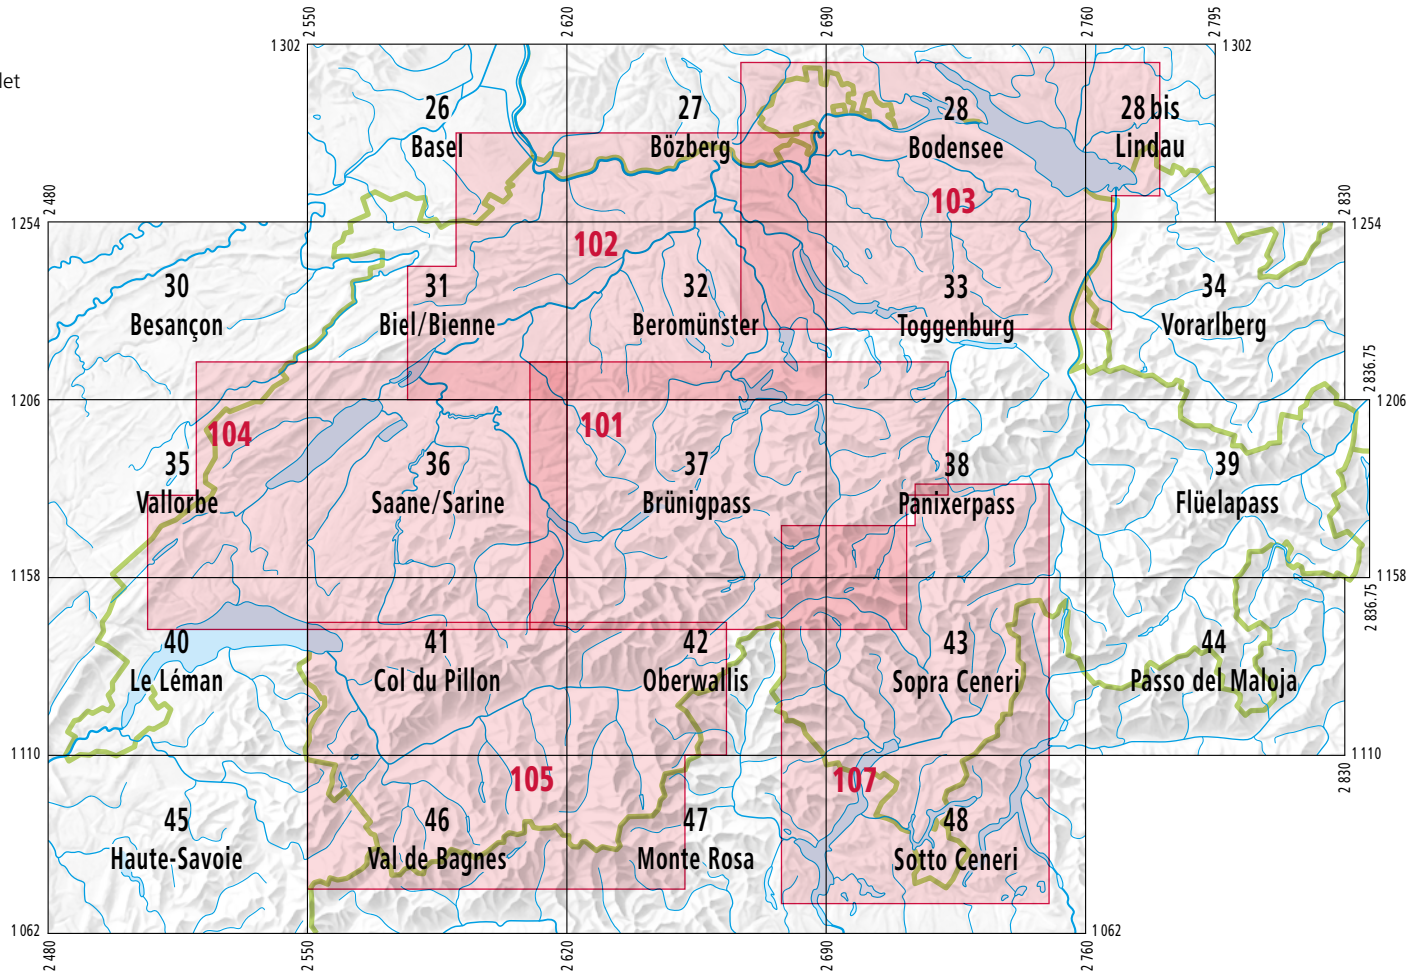 2 550
2 620
2 690
2 760
2 795
1 302
1 302
let
26
Basel
27
Bözberg
28
Bodensee
28 bis
Lindau
103
2 480
2 830
1 254
1 254
102
30
Besançon
31
Biel/Bienne
32
Beromünster
33
Toggenburg
34
Vorarlberg
2 836.75
1 206
1 206
104
101
35
Vallorbe
36
Saane/Sarine
37
Brünigpass
38
Panixerpass
39
Flüelapass
1 158
1 158
2 836.75
40
Le Léman
41
Col du Pillon
42
Oberwallis
43
Sopra Ceneri
44
Passo del Maloja
1 110
1 110
2 830
105
107
45
Haute-Savoie
46
Val de Bagnes
47
Monte Rosa
48
Sotto Ceneri
1 062
1 062
2 480
2 550
2 620
2 690
2 760